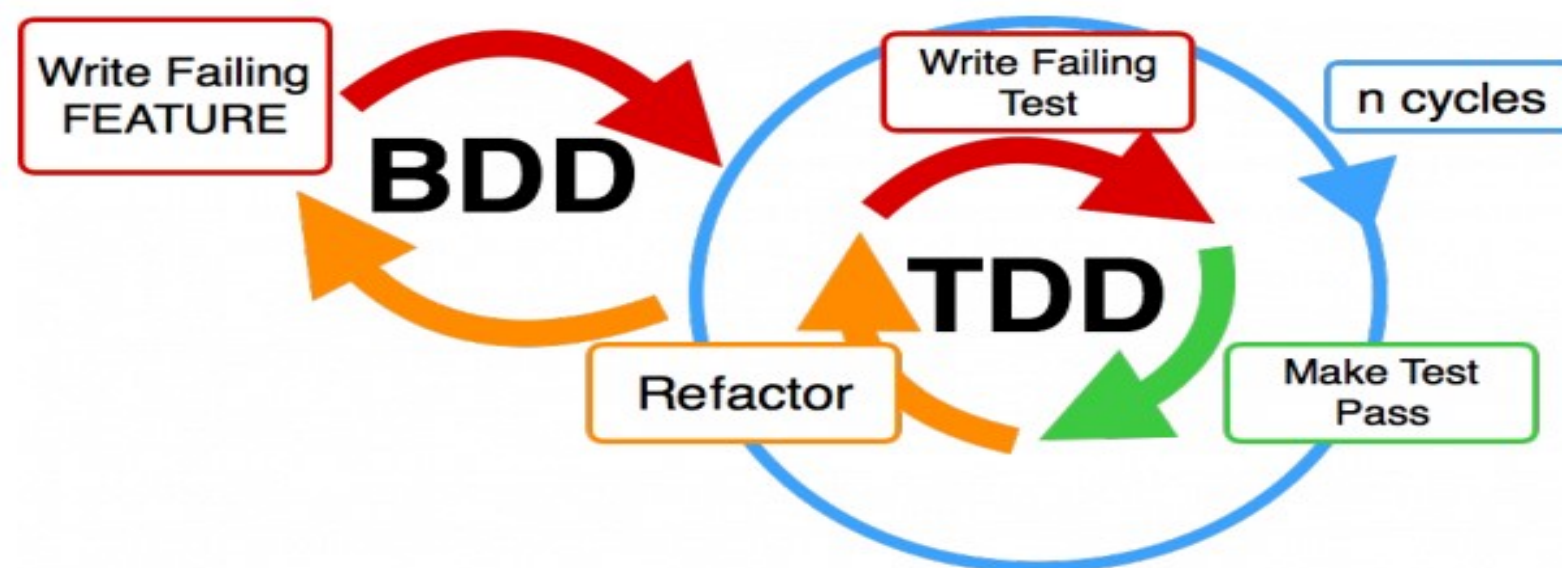 Write Failing
FEATURE
BDD
Write Failing
Test
n cycles
TDD
Refactor
Make Test
Pass